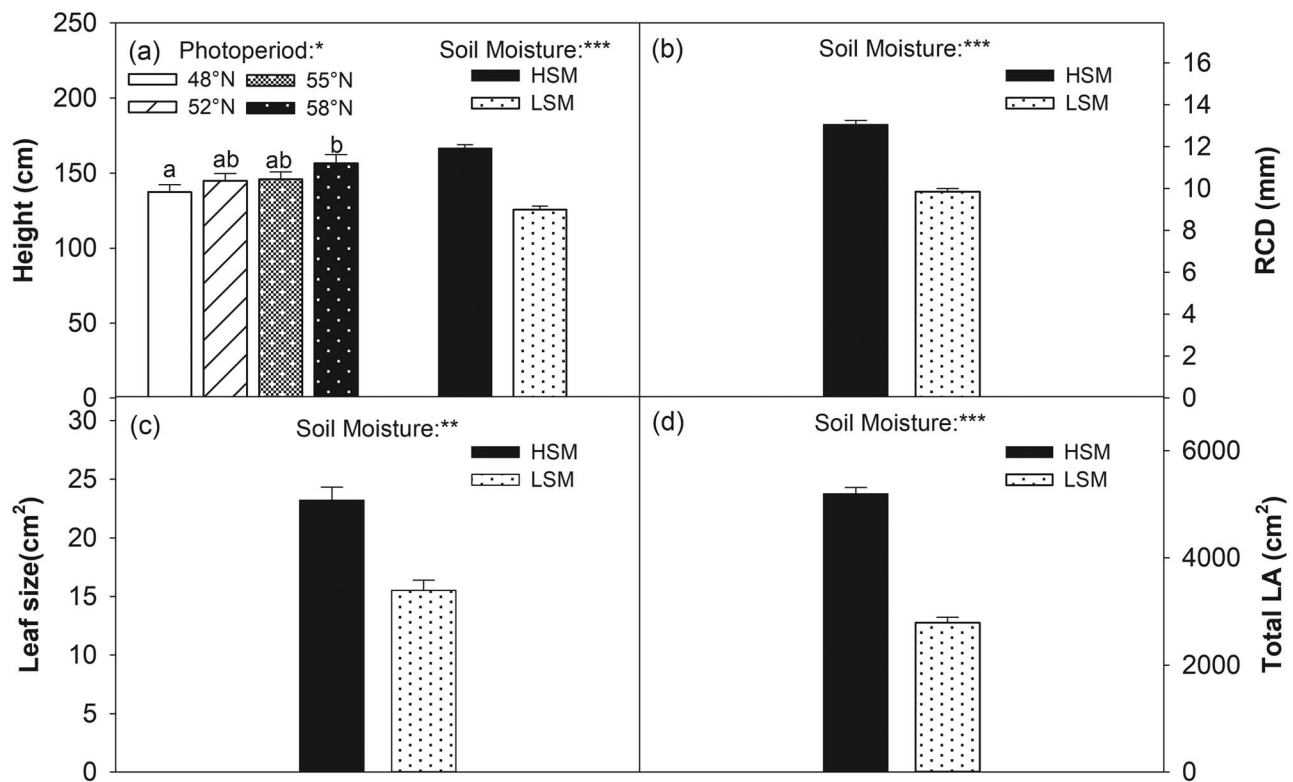 250
200
150
100
50
0
Height (cm)
(a) Photoperiod:* Soil Moisture:***
48°N 55°N HSM
52°N 58°N LSM
a ab ab b
(b) Soil Moisture:***
HSM
LSM
16
14
12
10
8
6
4
2
0
RCD (mm)
30
25
20
15
10
5
0
Leaf size(cm²)
(c) Soil Moisture:**
HSM
LSM
(d) Soil Moisture:***
HSM
LSM
6000
4000
2000
0
Total LA (cm²)